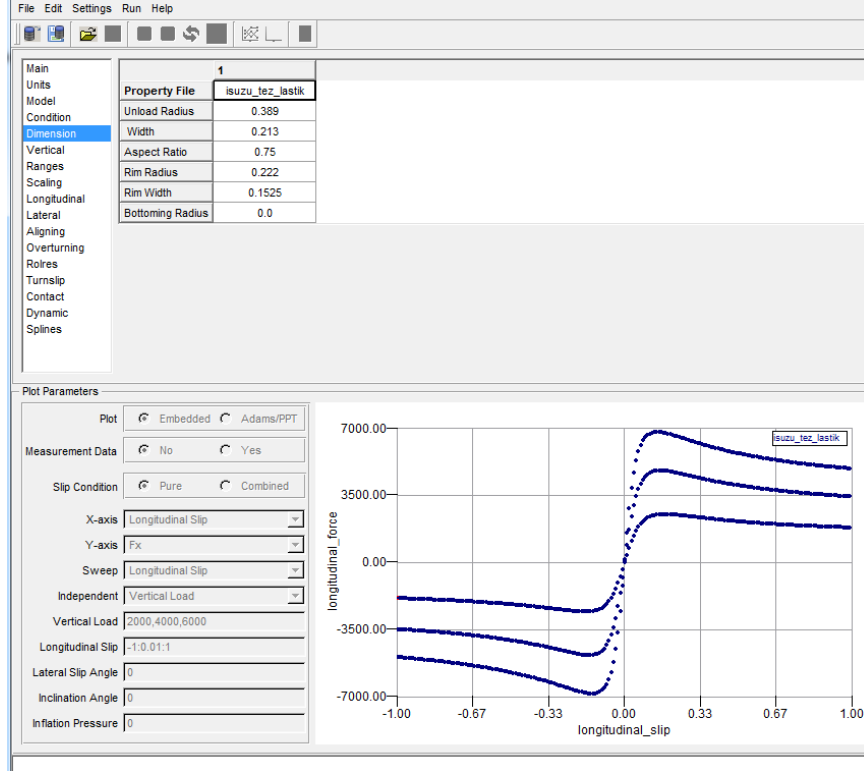 File Edit Settings Run Help
Main
Units
Model
Condition
Dimension
Vertical
Ranges
Scaling
Longitudinal
Lateral
Aligning
Overturning
Rolres
Turnslip
Contact
Dynamic
Splines
1
Property File isuzu_tez_lastik
Unload Radius 0.389
Width 0.213
Aspect Ratio 0.75
Rim Radius 0.222
Rim Width 0.1525
Bottoming Radius 0.0
Plot Parameters
Plot Embedded Adams/PPT
Measurement Data No Yes
Slip Condition Pure Combined
X-axis Longitudinal Slip
Y-axis Fx
Sweep Longitudinal Slip
Independent Vertical Load
Vertical Load 2000,4000,6000
Longitudinal Slip -1:0.01:1
Lateral Slip Angle 0
Inclination Angle 0
Inflation Pressure 0
isuzu_tez_lastik
longitudinal_force
7000.00
3500.00
0.00
-3500.00
-7000.00
-1.00 -0.67 -0.33 0.00 0.33 0.67 1.00
longitudinal_slip